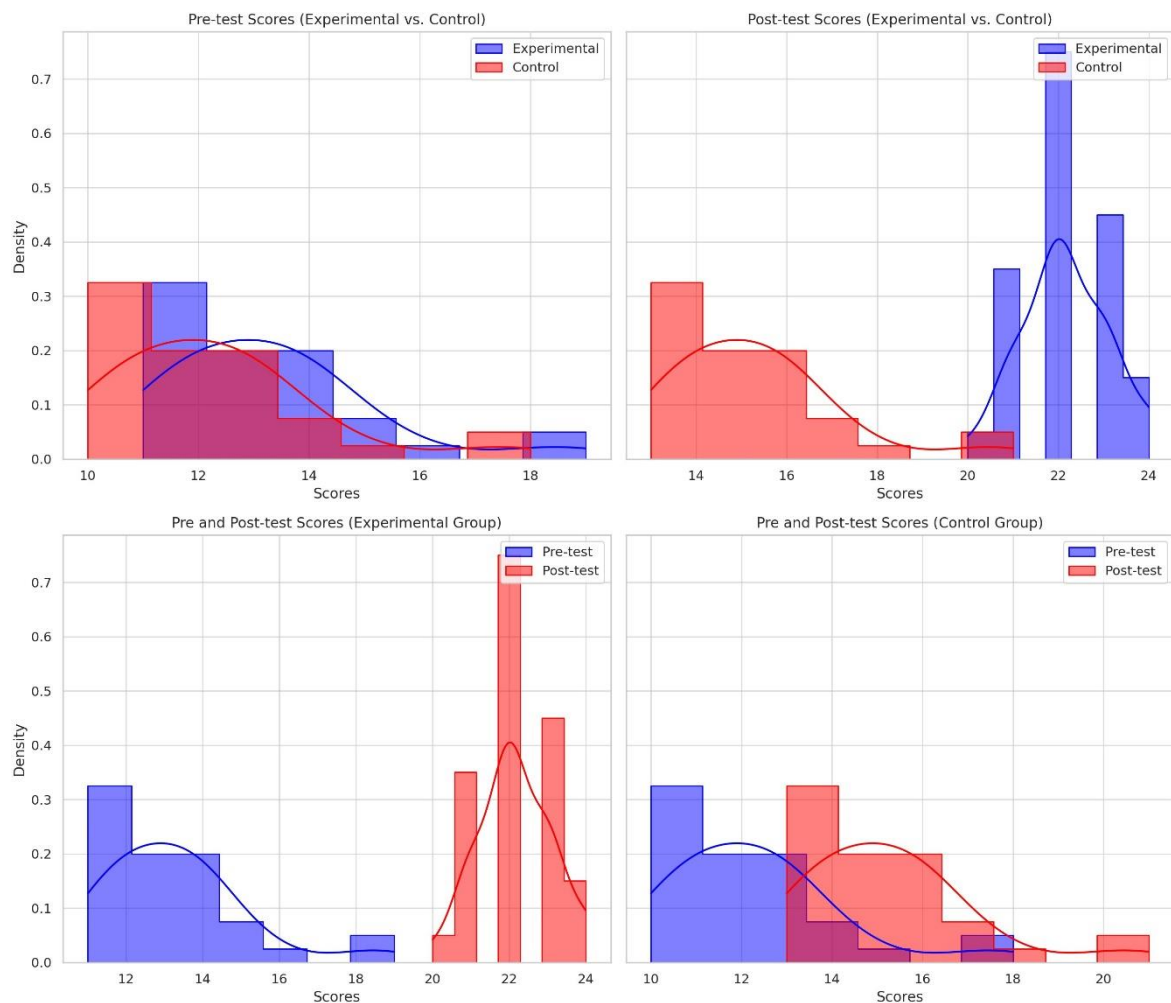 Pre-test Scores (Experimental vs. Control)
Experimental
Control
Density
0.7
0.6
0.5
0.4
0.3
0.2
0.1
0.0
10 12 14 16 18
Scores
Post-test Scores (Experimental vs. Control)
Experimental
Control
14 16 18 20 22 24
Scores
Pre and Post-test Scores (Experimental Group)
Pre-test
Post-test
Density
0.7
0.6
0.5
0.4
0.3
0.2
0.1
0.0
12 14 16 18 20 22 24
Scores
Pre and Post-test Scores (Control Group)
Pre-test
Post-test
10 12 14 16 18 20
Scores